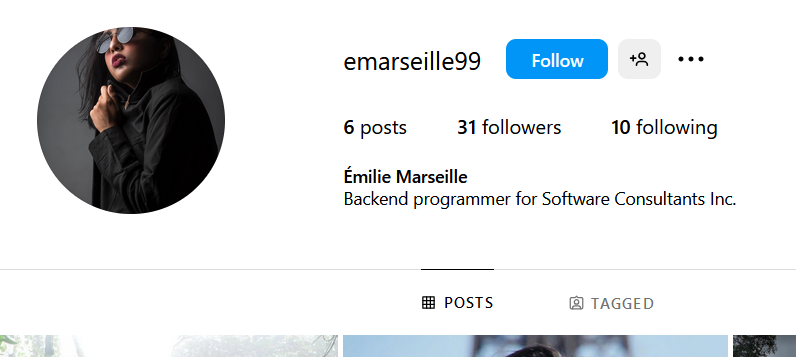 emarseille99 Follow
6 posts 31 followers 10 following
Émilie Marseille
Backend programmer for Software Consultants Inc.
POSTS TAGGED